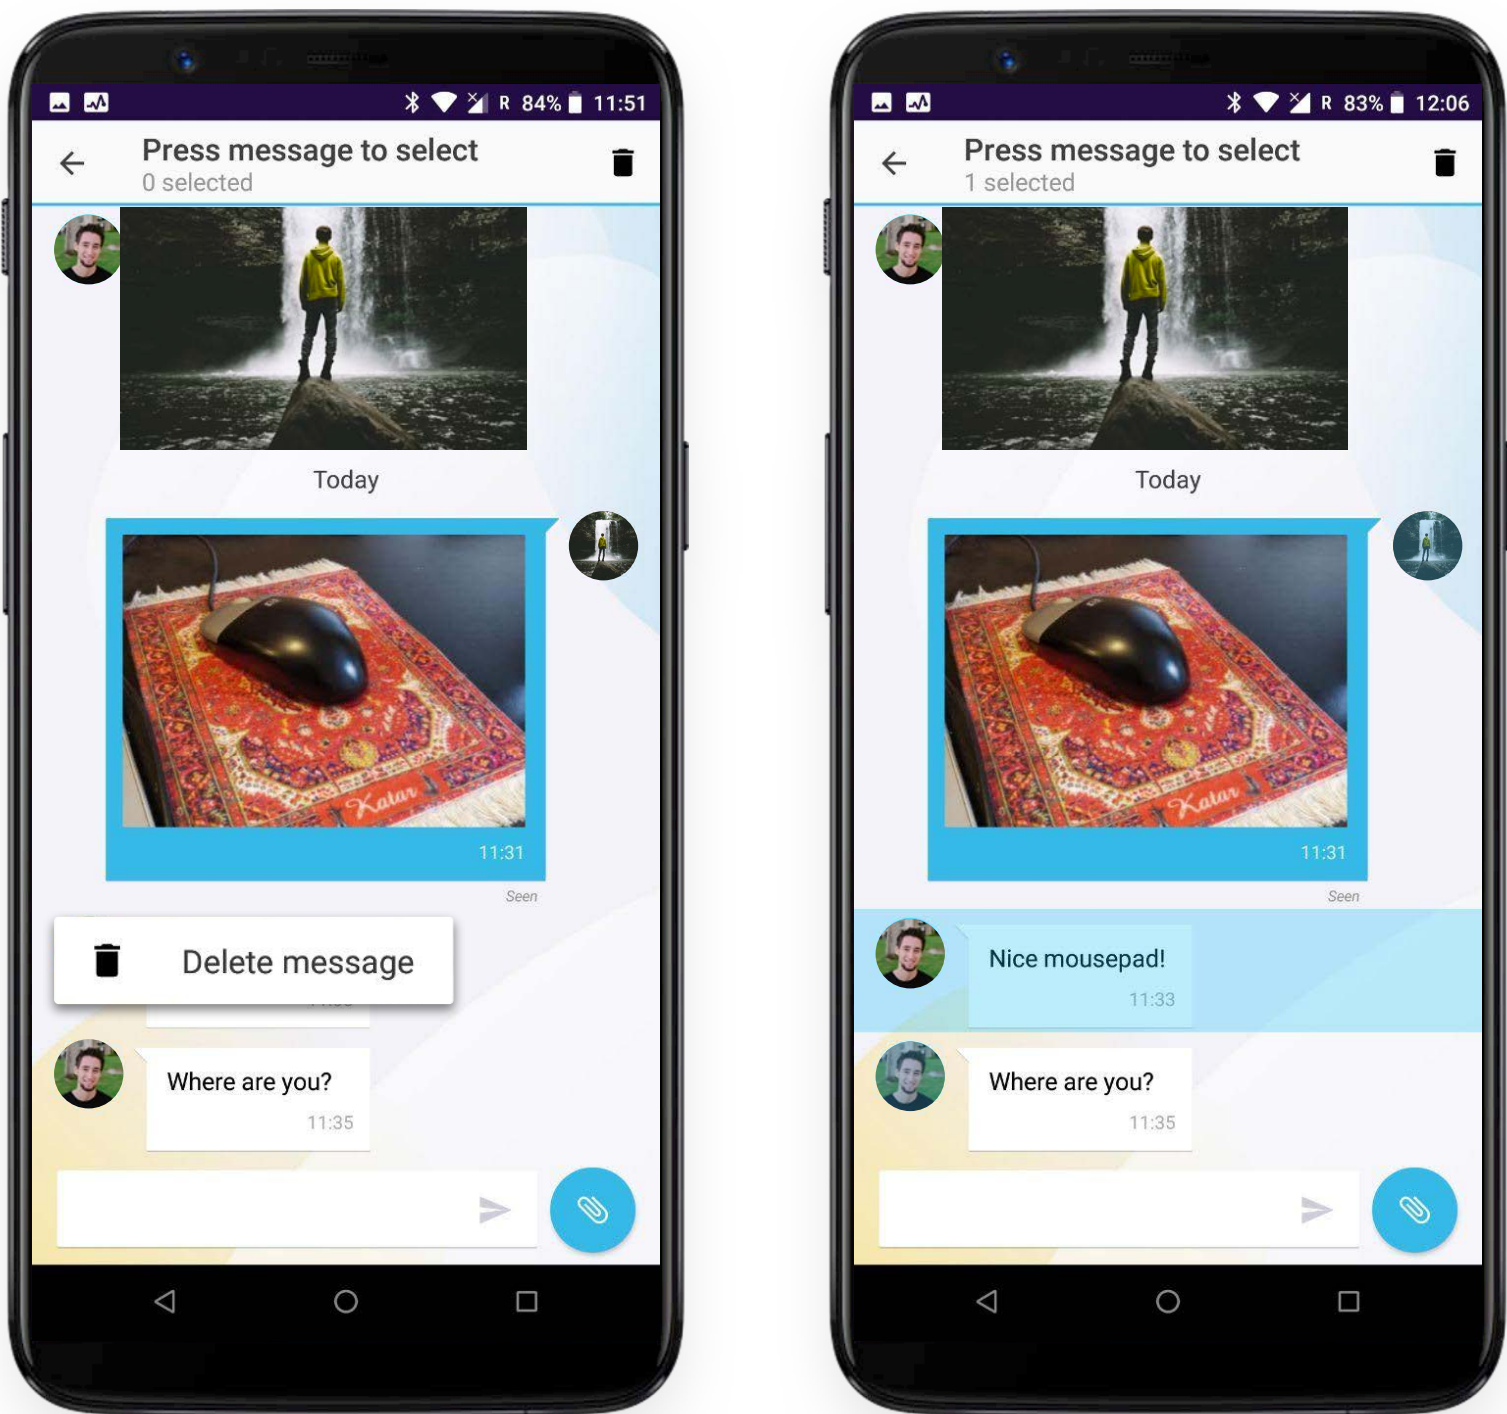 R 84% 11:51
Press message to select
0 selected
Today
Katar
11:31
Seen
Delete message
Where are you?
11:35
R 83% 12:06
Press message to select
1 selected
Today
Katar
11:31
Seen
Nice mousepad!
11:33
Where are you?
11:35